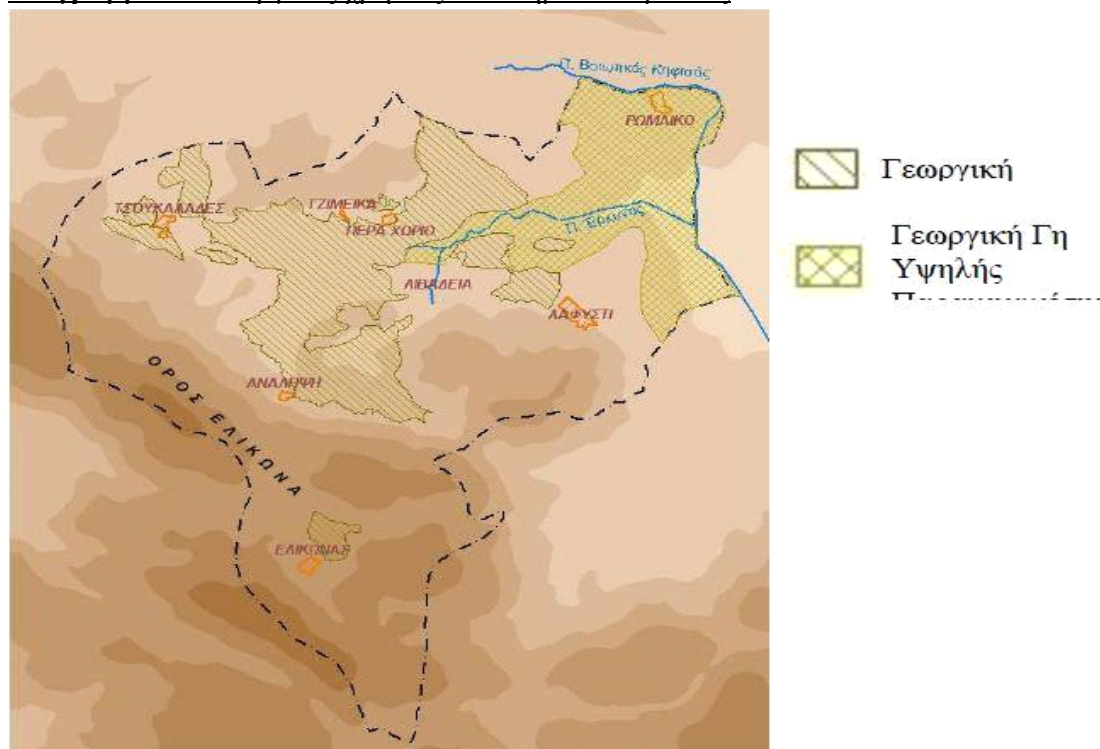 Π. Βοιωτικός Κηφισός
ΡΩΜΑΙΚΟ
ΤΣΟΥΚΑΛΑΔΕΣ
ΤΖΙΜΕΙΚΑ
ΠΕΡΑ ΧΩΡΙΟ
Π. Έρκυνας
ΛΙΒΑΔΕΙΑ
ΛΑΦΥΣΤΙ
ΑΝΑΛΗΨΗ
ΟΡΟΣ ΕΛΙΚΩΝΑ
ΕΛΙΚΩΝΑΣ
Γεωργική
Γεωργική Γη
Υψηλής